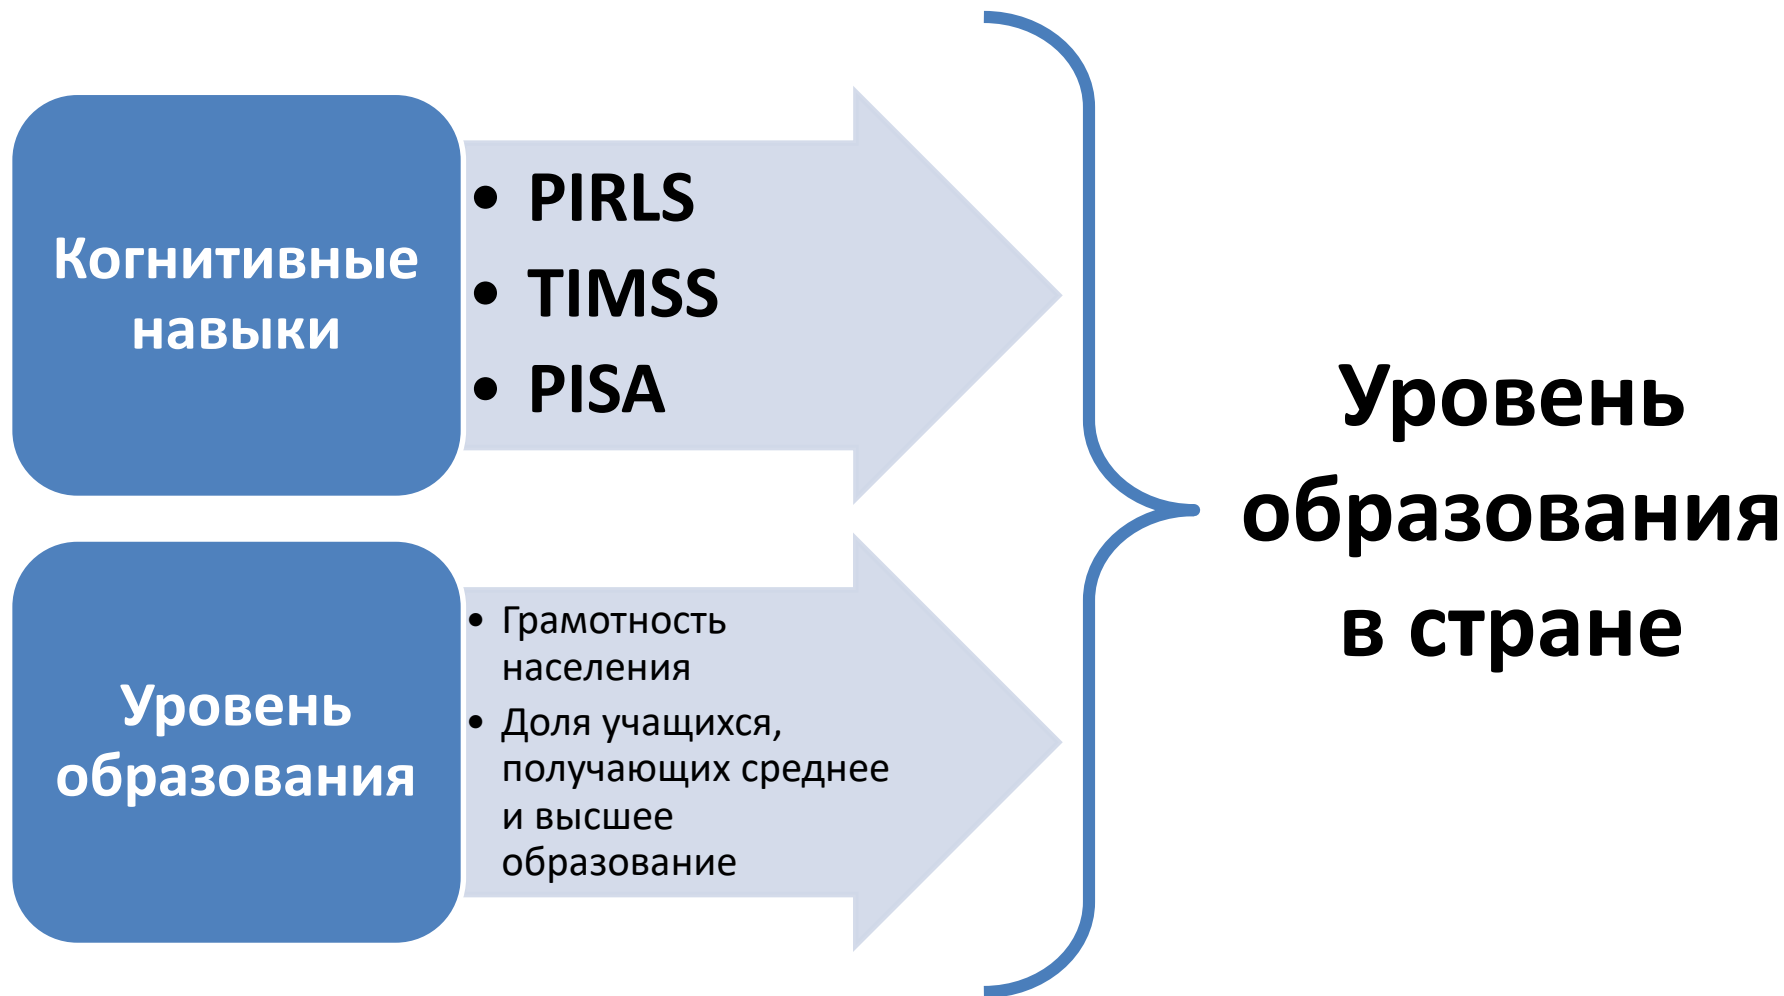 Когнитивные
навыки
• PIRLS
• TIMSS
• PISA
Уровень
образования
• Грамотность
населения
• Доля учащихся,
получающих среднее
и высшее
образование
Уровень
образования
в стране